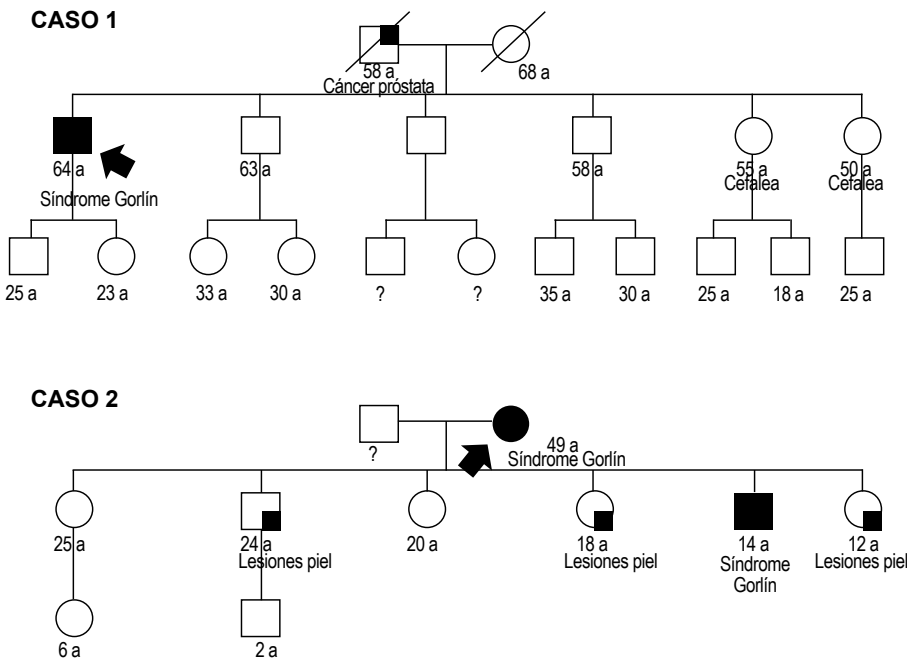 CASO 1
58 a
Cáncer próstata
68 a
64 a
Síndrome Gorlín
63 a
58 a
55 a
Cefalea
50 a
Cefalea
25 a
23 a
33 a
30 a
?
?
35 a
30 a
25 a
18 a
25 a
CASO 2
?
49 a
Síndrome Gorlín
25 a
24 a
Lesiones piel
20 a
18 a
Lesiones piel
14 a
Síndrome
Gorlín
12 a
Lesiones piel
6 a
2 a